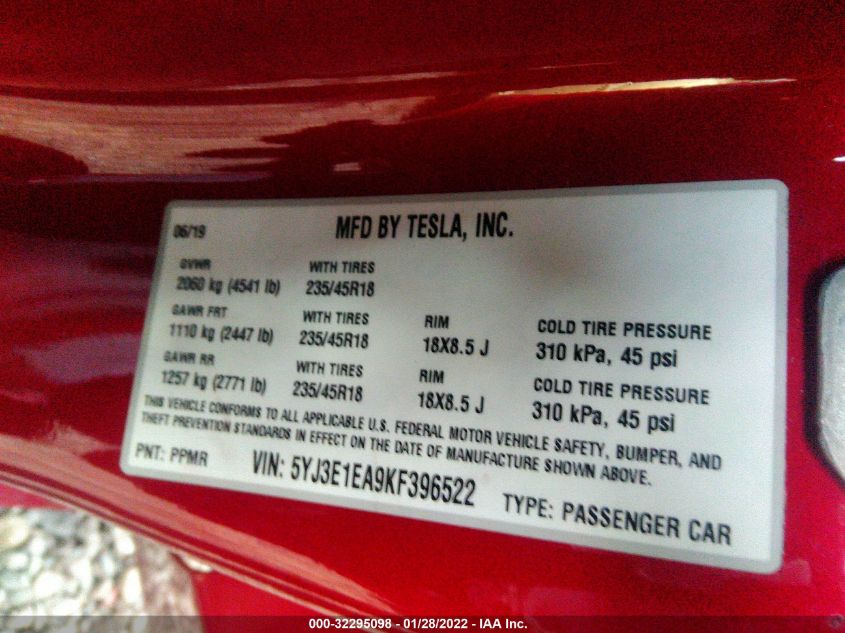 06/19 MFD BY TESLA, INC.
GVWR WITH TIRES
2060 kg (4541 lb) 235/45R18
GAWR FRT WITH TIRES RIM COLD TIRE PRESSURE
1110 kg (2447 lb) 235/45R18 18X8.5 J 310 kPa, 45 psi
GAWR RR WITH TIRES RIM COLD TIRE PRESSURE
1257 kg (2771 lb) 235/45R18 18X8.5 J 310 kPa, 45 psi
THIS VEHICLE CONFORMS TO ALL APPLICABLE U.S. FEDERAL MOTOR VEHICLE SAFETY, BUMPER, AND
THEFT PREVENTION STANDARDS IN EFFECT ON THE DATE OF MANUFACTURE SHOWN ABOVE.
PNT: PPMR VIN: 5YJ3E1EA9KF396522 TYPE: PASSENGER CAR
000-32295098 - 01/28/2022 - IAA Inc.